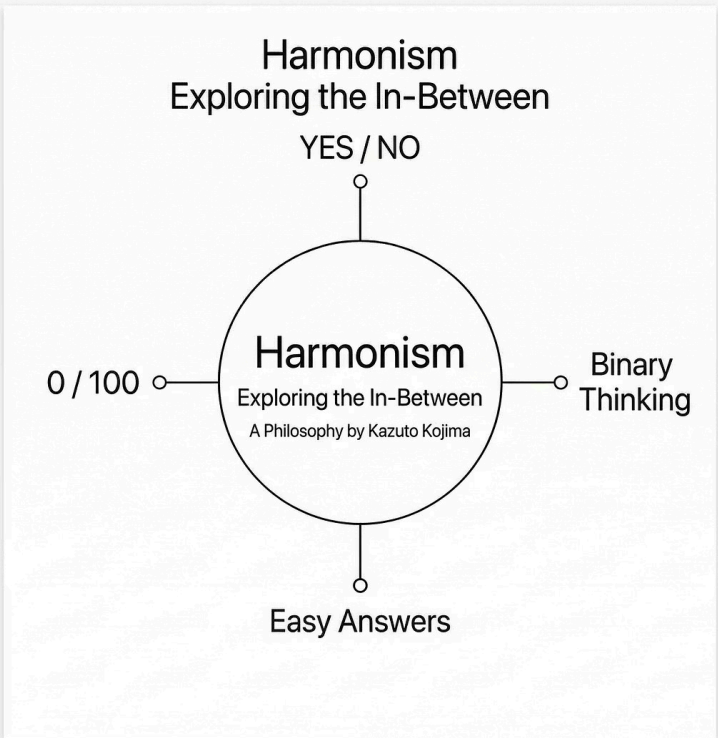 Harmonism
Exploring the In-Between
YES / NO
Harmonism
Exploring the In-Between
A Philosophy by Kazuto Kojima
0 / 100
Binary
Thinking
Easy Answers